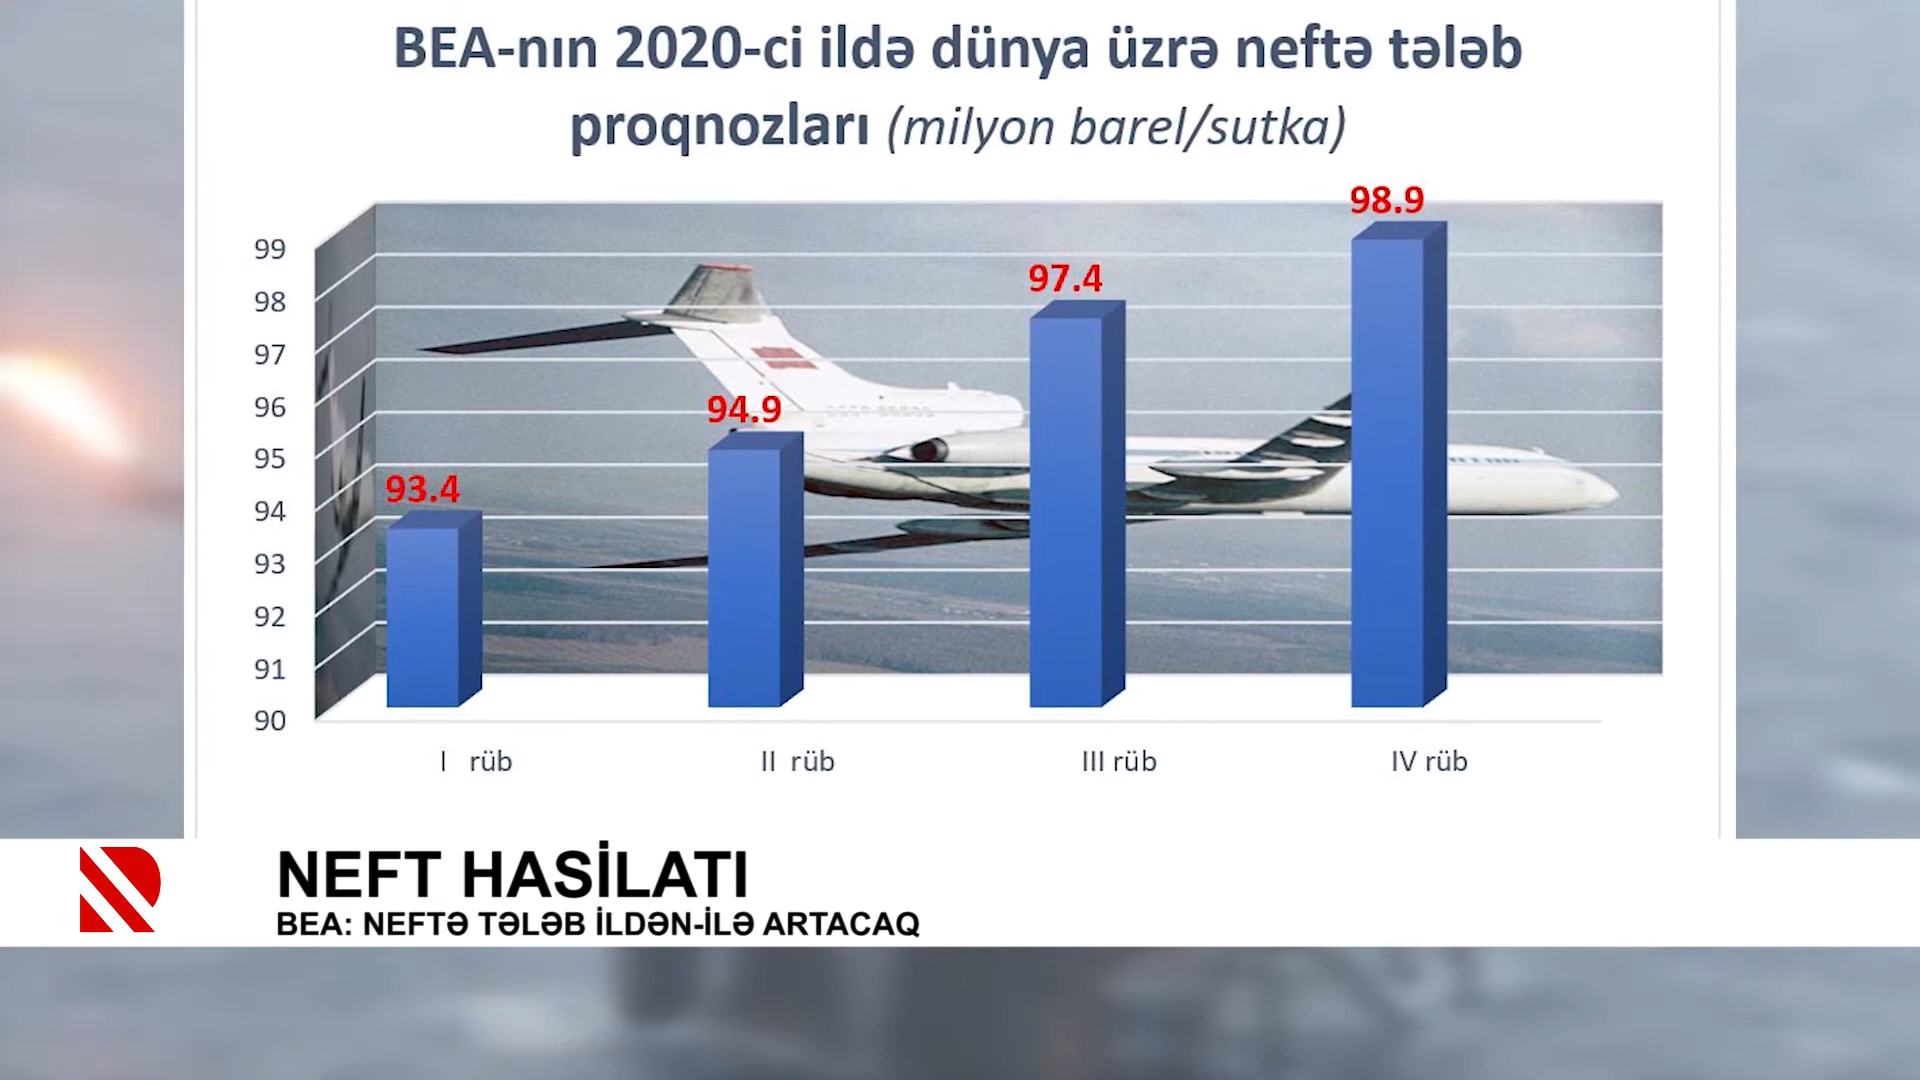 BEA-nın 2020-ci ildə dünya üzrə neftə tələb
proqnozları (milyon barel/sutka)
98.9
99
97.4
98
97
96
94.9
95
93.4
94
93
92
91
90
I rüb
II rüb
III rüb
IV rüb
NEFT HASİLATI
BEA: NEFTƏ TƏLƏB İLDƏN-İLƏ ARTACAQ